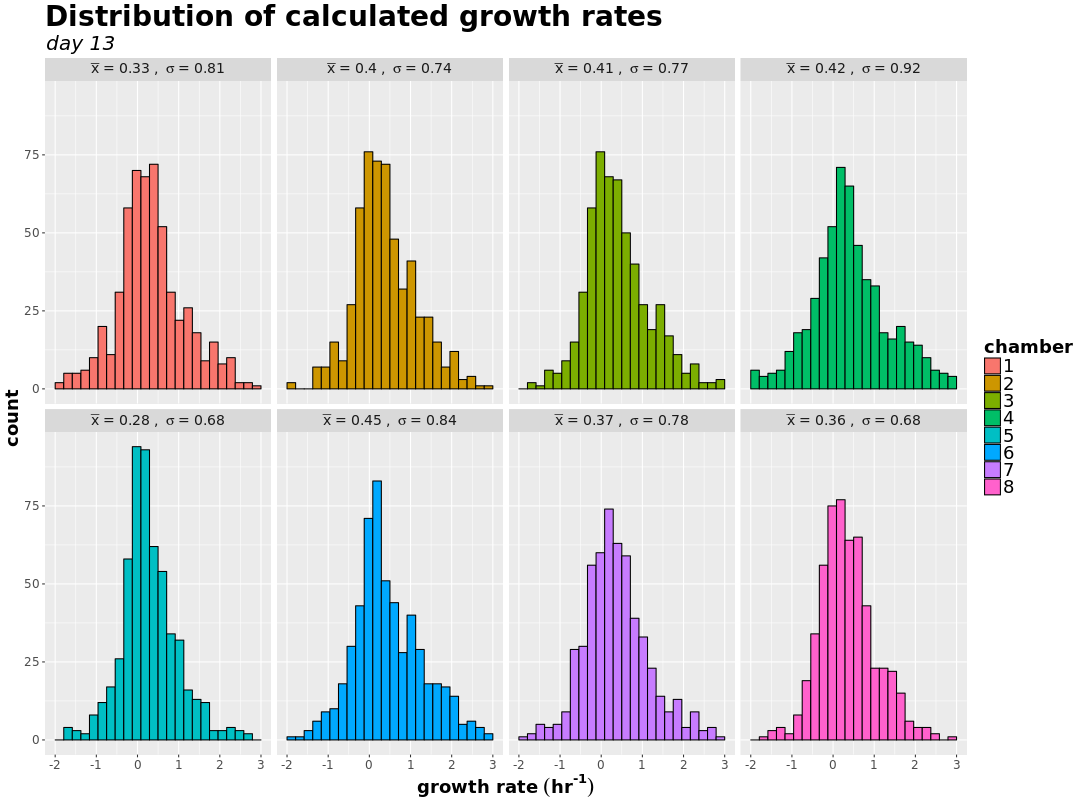 Distribution of calculated growth rates
day 13
x̅ = 0.33 , σ = 0.81
x̅ = 0.4 , σ = 0.74
x̅ = 0.41 , σ = 0.77
x̅ = 0.42 , σ = 0.92
75
50
25
0
x̅ = 0.28 , σ = 0.68
x̅ = 0.45 , σ = 0.84
x̅ = 0.37 , σ = 0.78
x̅ = 0.36 , σ = 0.68
75
50
25
0
-2 -1 0 1 2 3
-2 -1 0 1 2 3
-2 -1 0 1 2 3
-2 -1 0 1 2 3
count
growth rate (hr⁻¹)
chamber
1
2
3
4
5
6
7
8